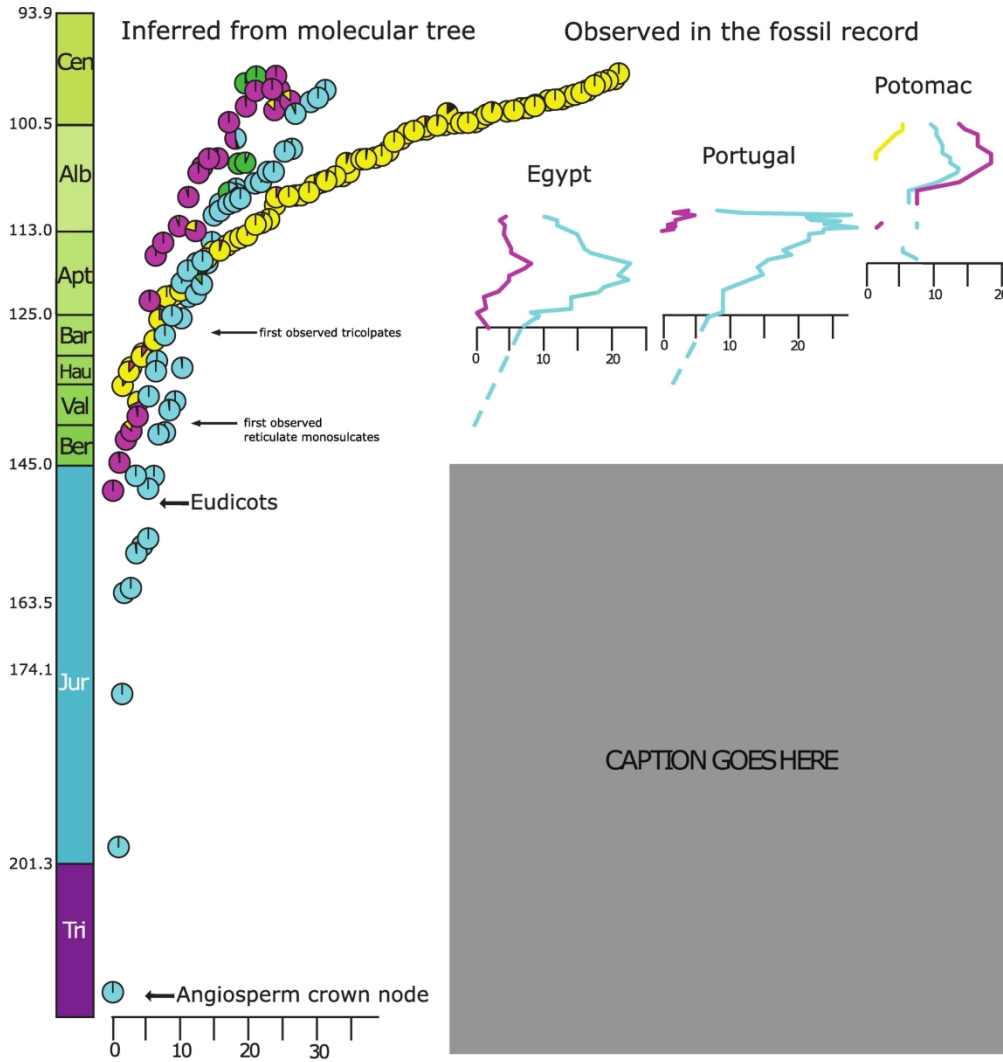 93.9
Inferred from molecular tree
Observed in the fossil record
Cen
Potomac
100.5
Alb
Egypt
Portugal
113.0
Apt
0 10 20
125.0
first observed tricolpates
Bar
0 10 20
0 10 20
Hau
Val
first observed
reticulate monosulcates
Ber
145.0
Eudicots
163.5
174.1
Jur
CAPTION GOES HERE
201.3
Tri
Angiosperm crown node
0 10 20 30